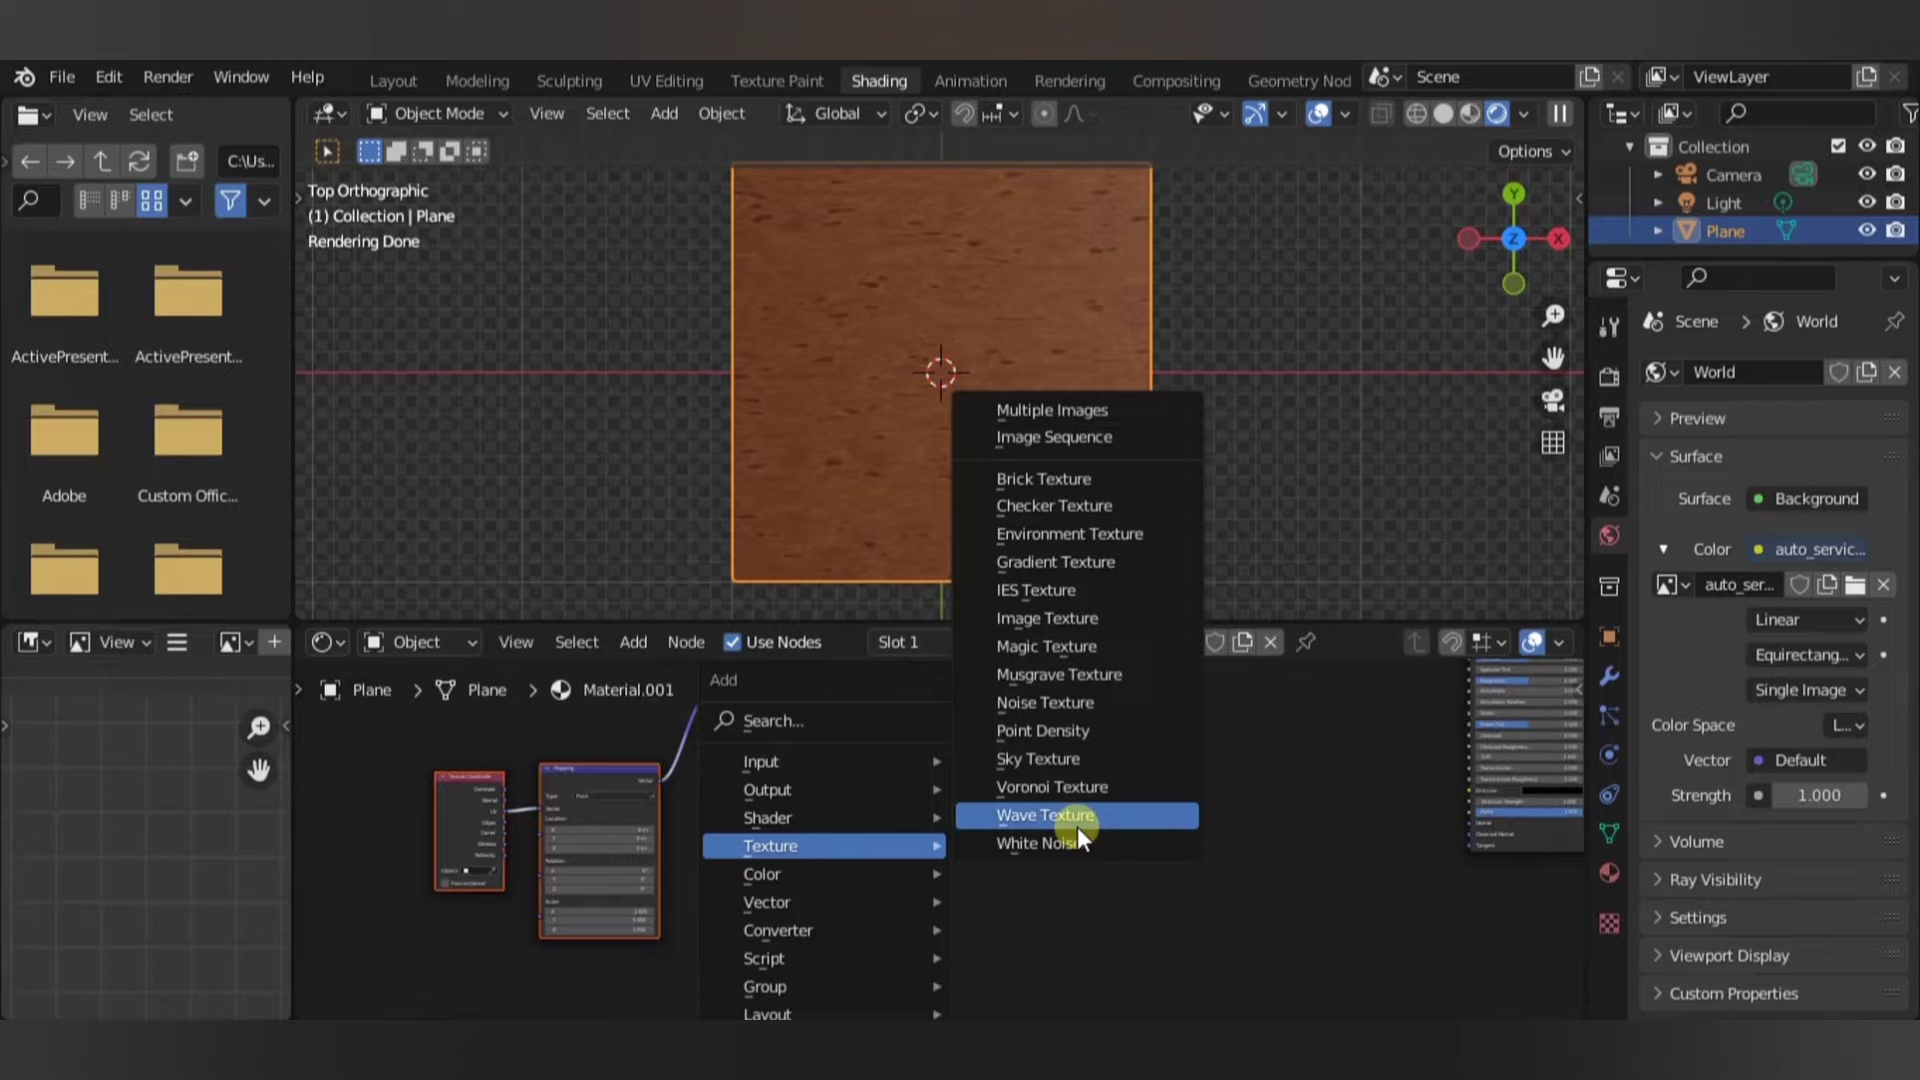 File Edit Render Window Help Layout Modeling Sculpting UV Editing Texture Paint Shading Animation Rendering Compositing Geometry Nod Scene ViewLayer
View Select
C:\Us...
ActivePresent... ActivePresent...
Adobe Custom Offic...
Object Mode View Select Add Object Global
Options
Top Orthographic
(1) Collection | Plane
Rendering Done
Y
Z
X
Collection
Camera
Light
Plane
Scene > World
World
Preview
Surface
Surface Background
Color auto_servic...
auto_ser...
Linear
Equirectang...
Single Image
Color Space L...
Vector Default
Strength 1.000
Volume
Ray Visibility
Settings
Viewport Display
Custom Properties
View
Object View Select Add Node Use Nodes Slot 1
Plane > Plane > Material.001
Add
Search...
Input
Output
Shader
Texture
Color
Vector
Converter
Script
Group
Layout
Multiple Images
Image Sequence
Brick Texture
Checker Texture
Environment Texture
Gradient Texture
IES Texture
Image Texture
Magic Texture
Musgrave Texture
Noise Texture
Point Density
Sky Texture
Voronoi Texture
Wave Texture
White Noise